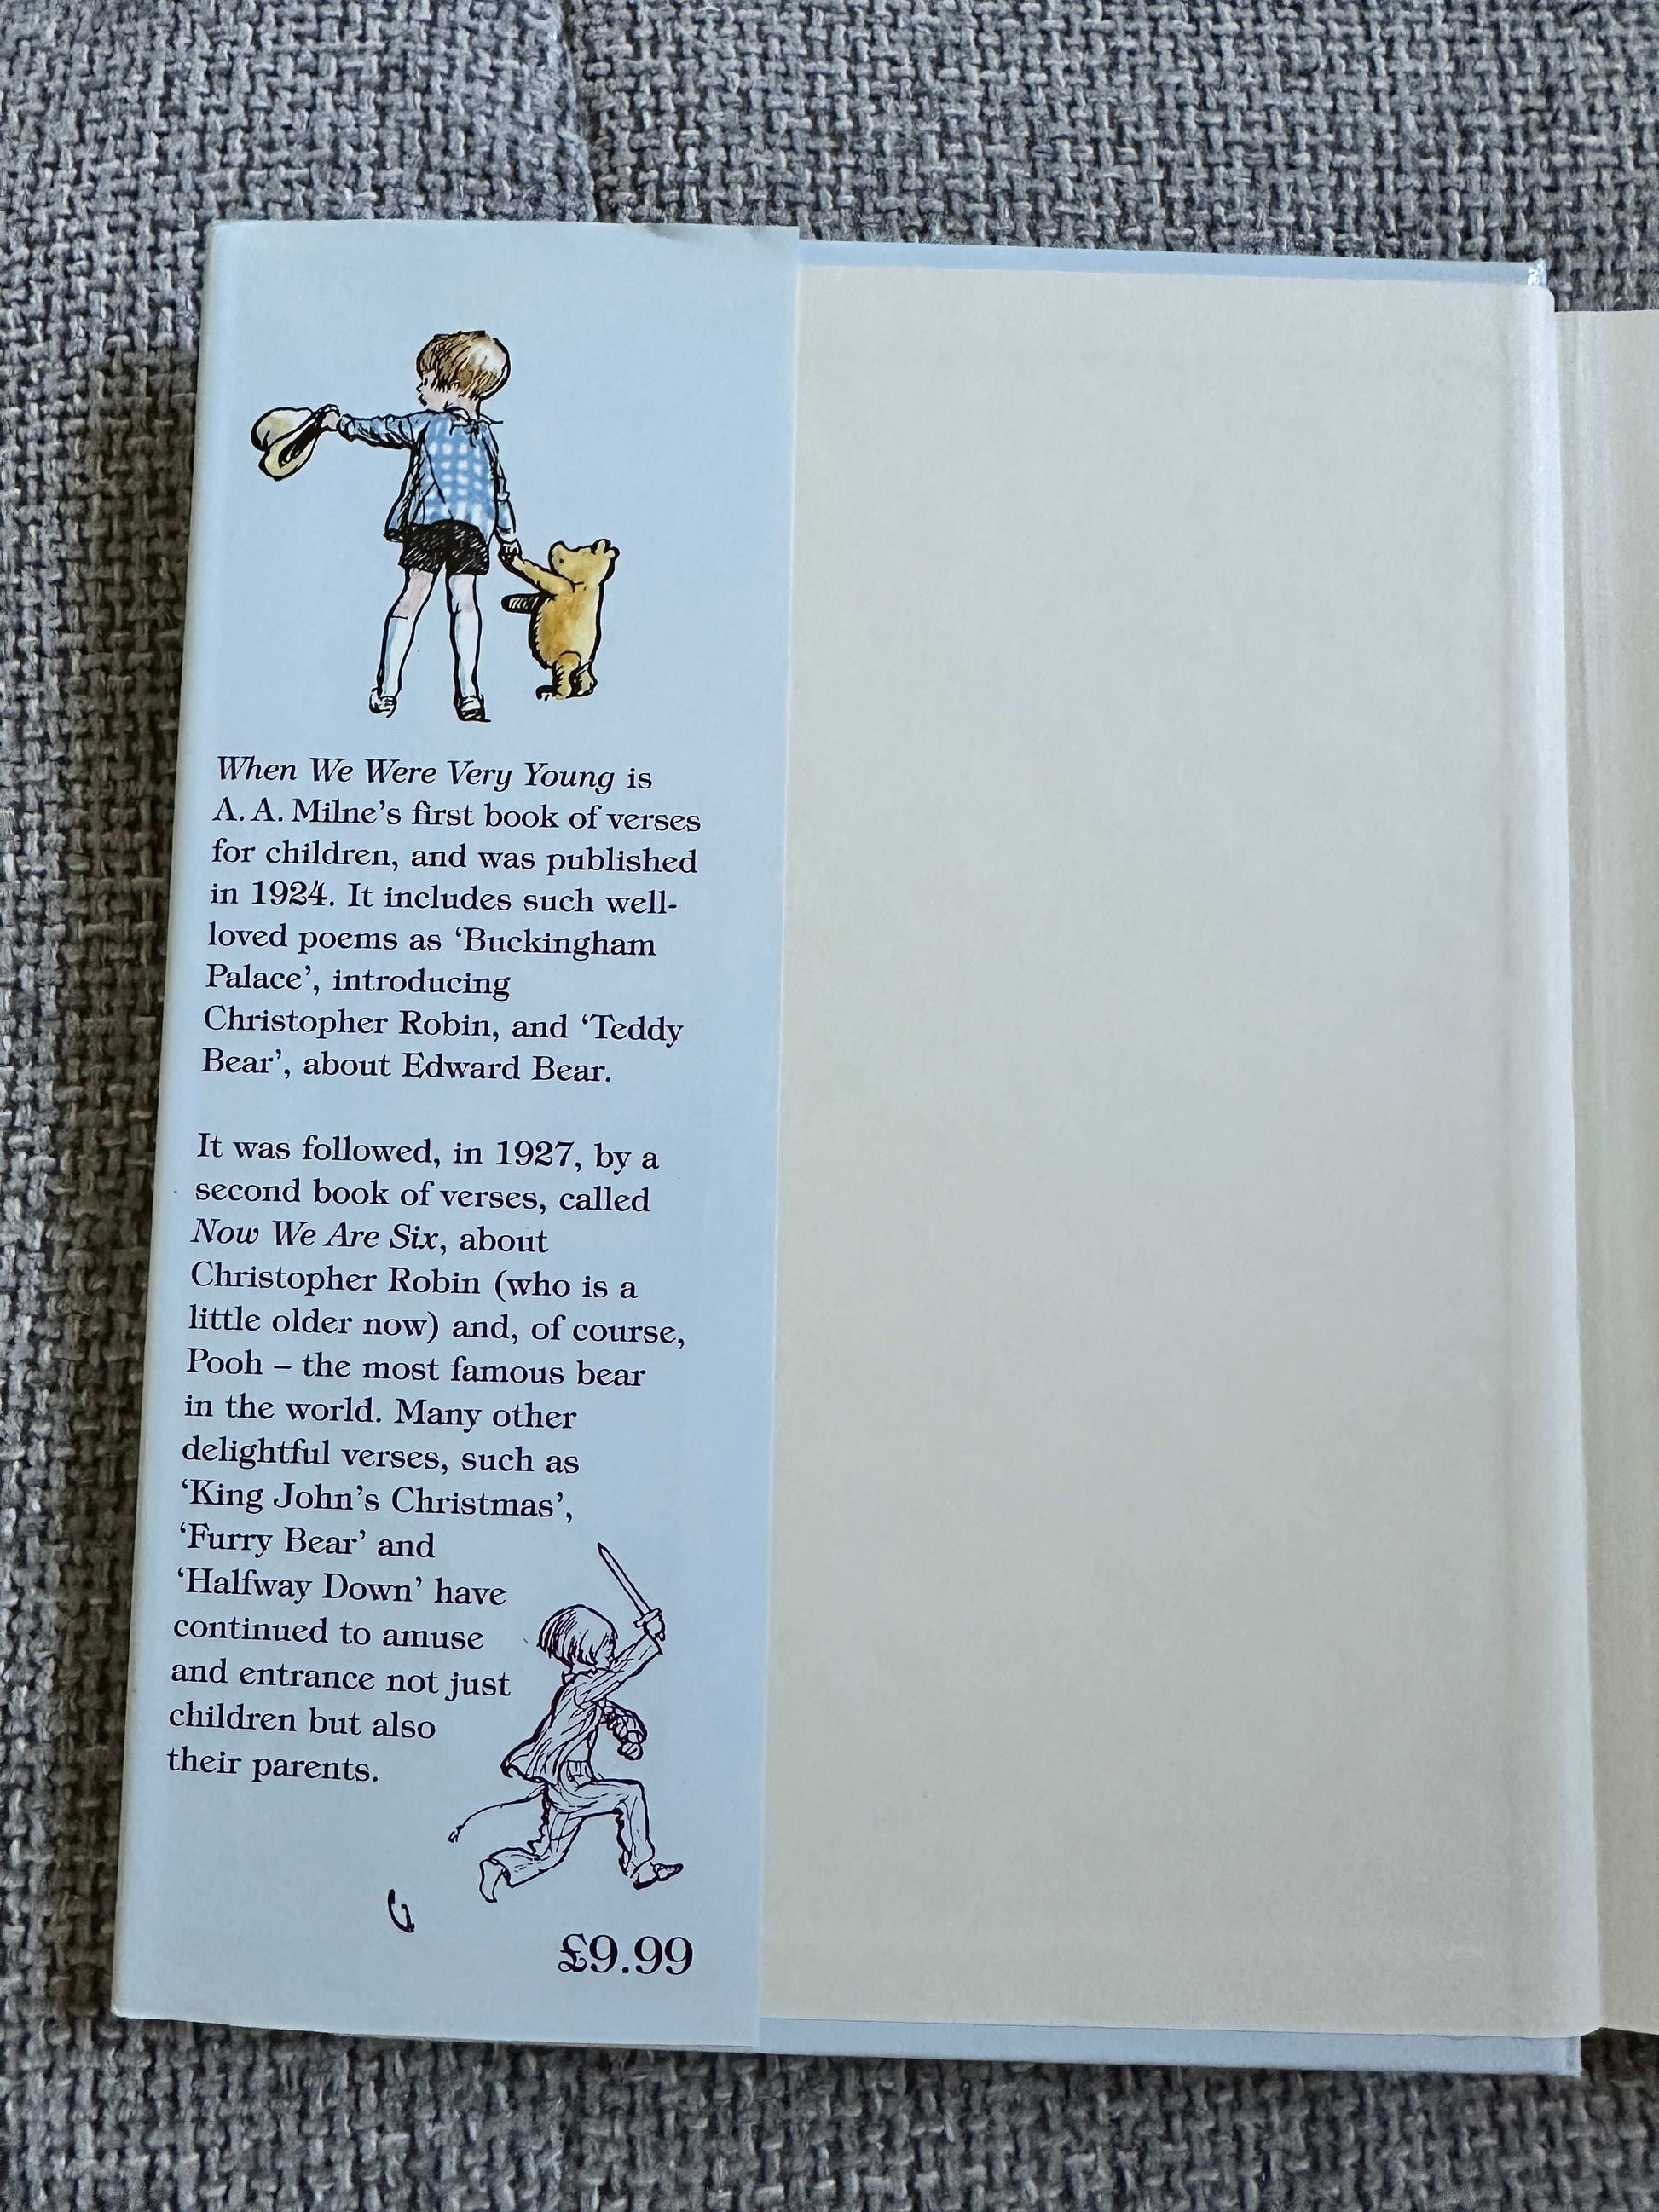 When We Were Very Young is
A. A. Milne's first book of verses
for children, and was published
in 1924. It includes such well-
loved poems as ‘Buckingham
Palace’, introducing
Christopher Robin, and ‘Teddy
Bear’, about Edward Bear.
It was followed, in 1927, by a
second book of verses, called
Now We Are Six, about
Christopher Robin (who is a
little older now) and, of course,
Pooh – the most famous bear
in the world. Many other
delightful verses, such as
‘King John’s Christmas’,
‘Furry Bear’ and
‘Halfway Down’ have
continued to amuse
and entrance not just
children but also
their parents.
£9.99